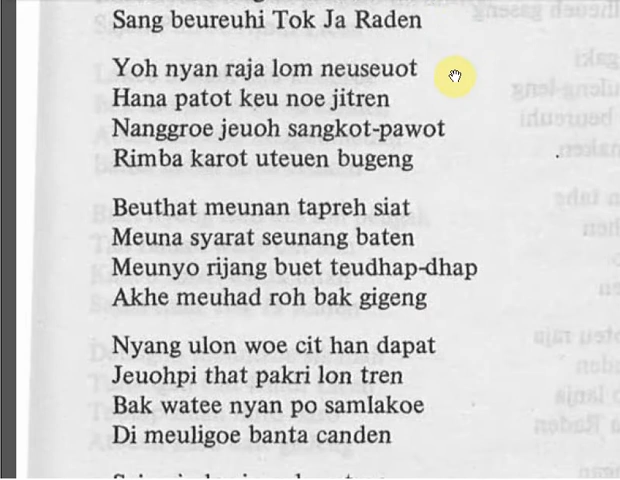 Sang beureuhi Tok Ja Raden
Yoh nyan raja lom neuseuot
Hana patot keu noe jitren
Nanggroe jeuoh sangkot-pawot
Rimba karot uteuen bugeng
Beuthat meunan tapreh siat
Meuna syarat seunang baten
Meunyo rijang buet teudhap-dhap
Akhe meuhad roh bak gigeng
Nyang ulon woe cit han dapat
Jeuohpi that pakri lon tren
Bak watee nyan po samlakoe
Di meuligoe banta canden